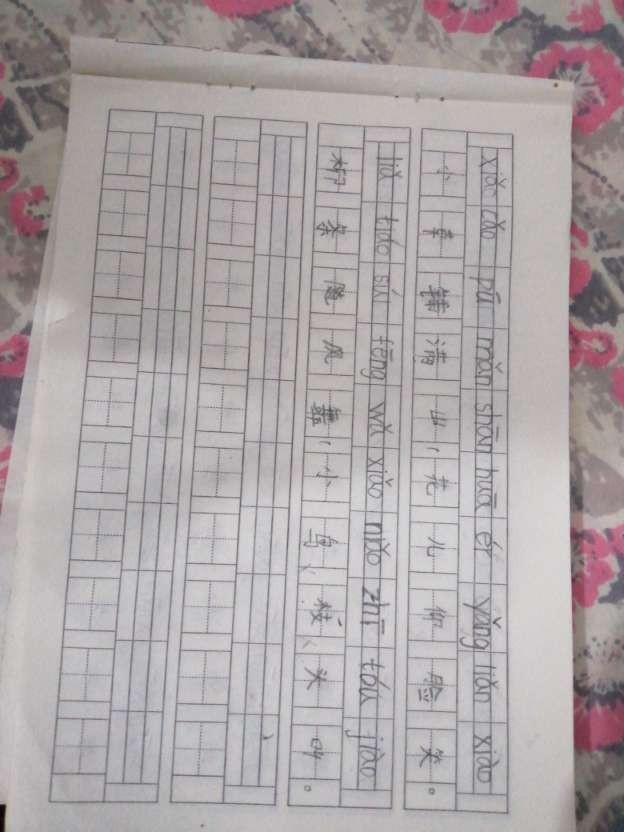 xiǎo cǎo pū mǎn shān huā ér yǎng liǎn xiào
小草铺满山，花儿仰脸笑。
liǔ tiáo suí fēng wǔ xiǎo niǎo zhī tóu jiào
柳条随风舞，小鸟枝头叫。